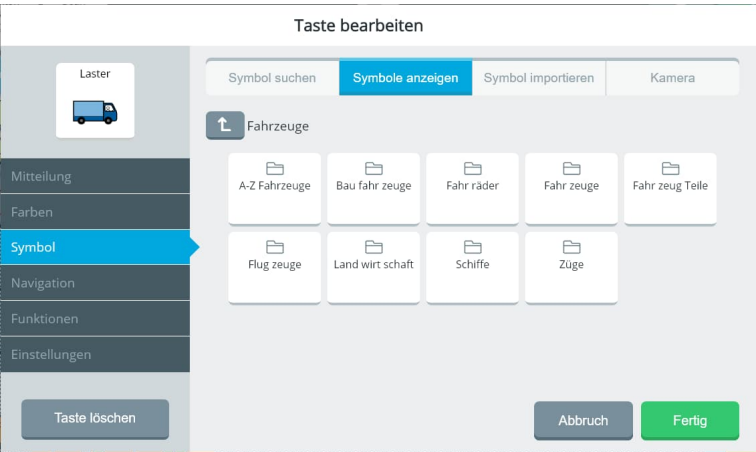 Taste bearbeiten
Laster
Symbol suchen
Symbole anzeigen
Symbol importieren
Kamera
Fahrzeuge
Mitteilung
Farben
Symbol
Navigation
Funktionen
Einstellungen
A-Z Fahrzeuge
Bau fahr zeuge
Fahr räder
Fahr zeuge
Fahr zeug Teile
Flug zeuge
Land wirt schaft
Schiffe
Züge
Taste löschen
Abbruch
Fertig